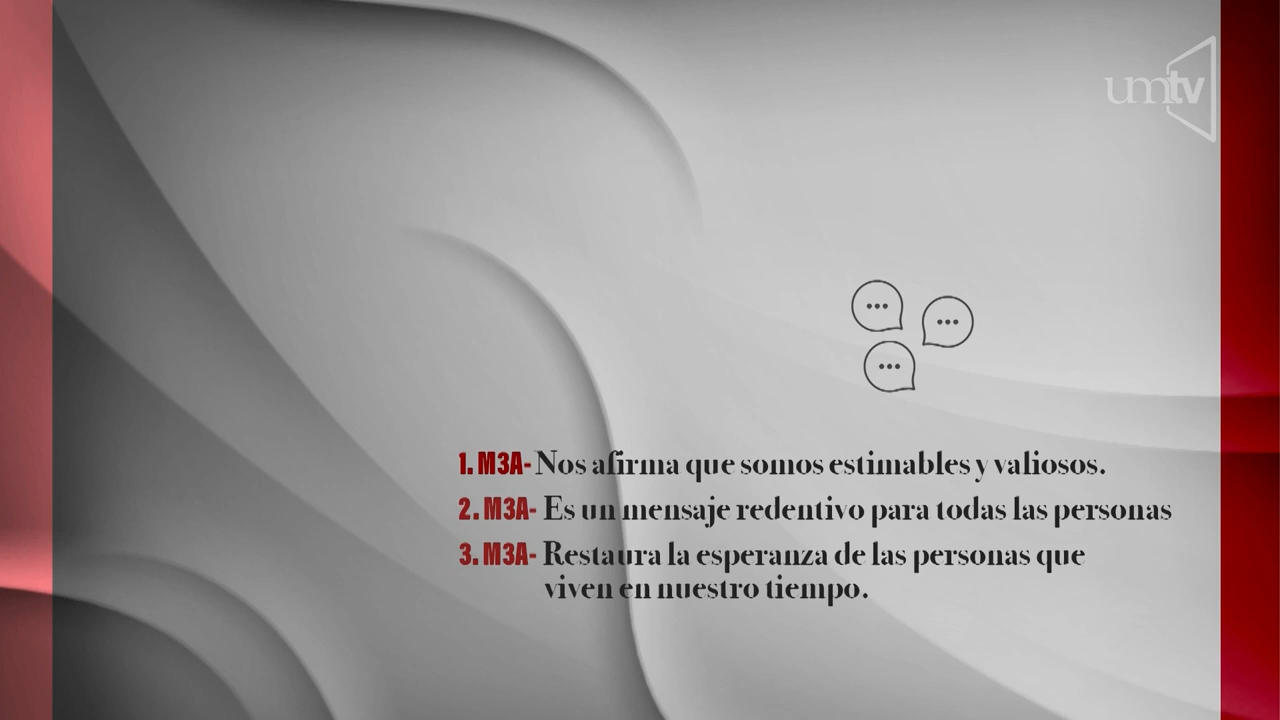 umtv
1. M3A- Nos afirma que somos estimables y valiosos.
2. M3A- Es un mensaje redentivo para todas las personas
3. M3A- Restaura la esperanza de las personas que
viven en nuestro tiempo.